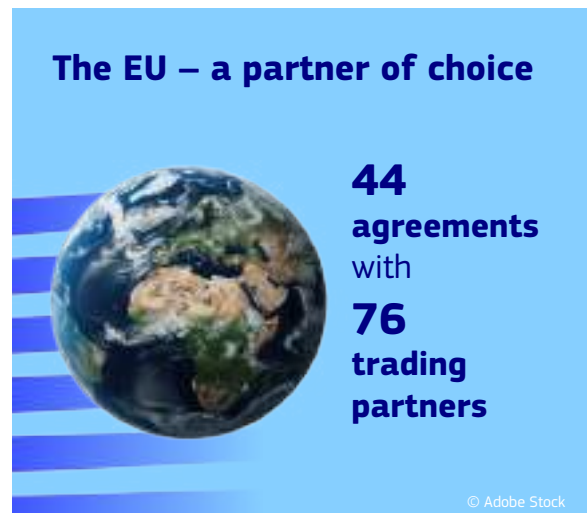 The EU – a partner of choice
44
agreements
with
76
trading
partners
© Adobe Stock